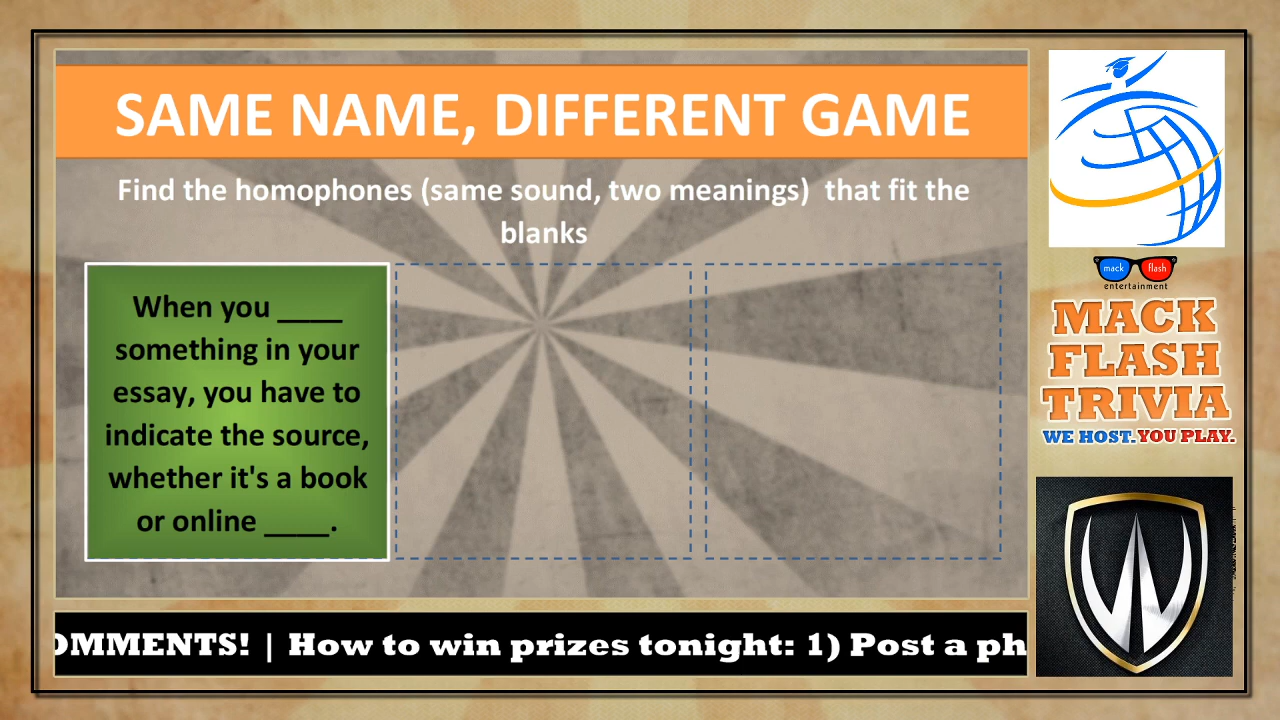 SAME NAME, DIFFERENT GAME
Find the homophones (same sound, two meanings)  that fit the
blanks
When you ____
something in your
essay, you have to
indicate the source,
whether it's a book
or online ____.
mack flash
entertainment
MACK
FLASH
TRIVIA
WE HOST. YOU PLAY.
OMMENTS! | How to win prizes tonight: 1) Post a ph